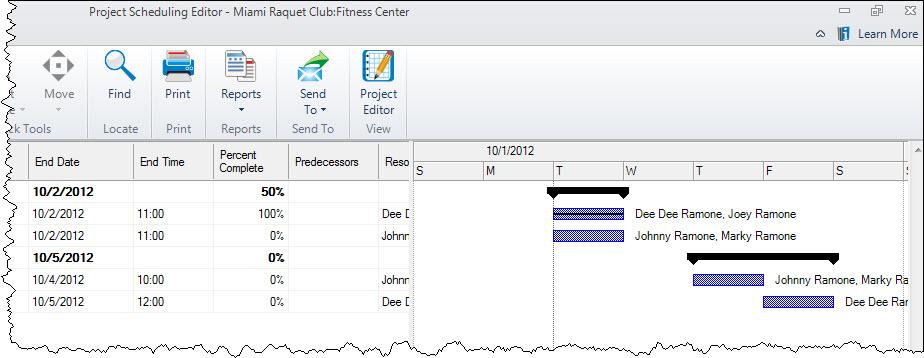 Project Scheduling Editor - Miami Raquet Club:Fitness Center
Learn More
Move
Find
Print
Reports
Send To
Project Editor
k Tools
Locate
Print
Reports
Send To
View
End Date End Time Percent Complete Predecessors Reso
10/1/2012
S M T W T F S
10/2/2012 50%
10/2/2012 11:00 100% Dee D Dee Dee Ramone, Joey Ramone
10/2/2012 11:00 0% Johnn Johnny Ramone, Marky Ramone
10/5/2012 0%
10/4/2012 10:00 0% Johnn Johnny Ramone, Marky Ra
10/5/2012 12:00 0% Dee D Dee Dee Ran